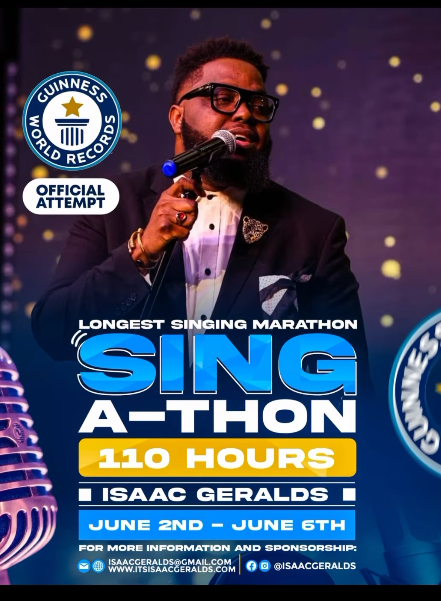 GUINNESS
WORLD RECORDS
OFFICIAL
ATTEMPT
LONGEST SINGING MARATHON
SING
A-THON
110 HOURS
ISAAC GERALDS
JUNE 2ND - JUNE 6TH
FOR MORE INFORMATION AND SPONSORSHIP:
ISAACGERALDS@GMAIL.COM
WWW.ITSISAACGERALDS.COM
@ISAACGERALDS
GUINNESS